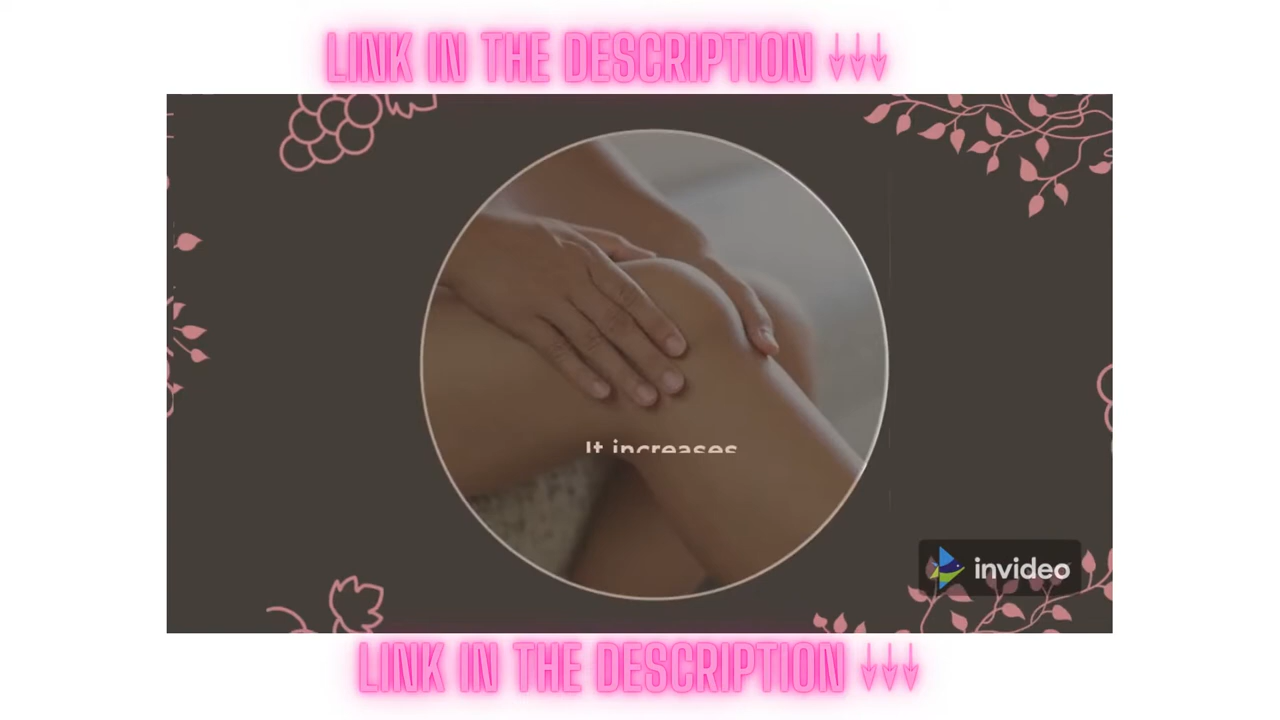 LINK IN THE DESCRIPTION ↓↓↓
It increases
invideo
LINK IN THE DESCRIPTION ↓↓↓